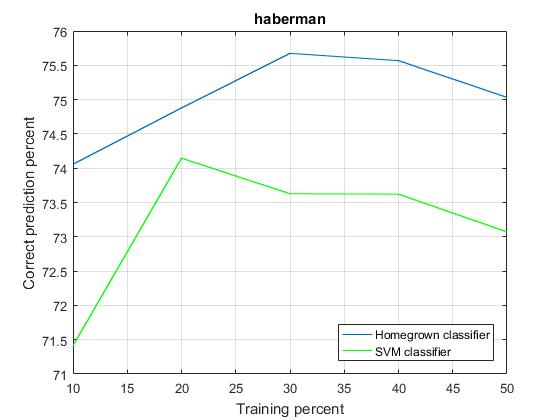 haberman
76
75.5
75
74.5
74
73.5
73
72.5
72
71.5
71
Correct prediction percent
Homegrown classifier
SVM classifier
10 15 20 25 30 35 40 45 50
Training percent